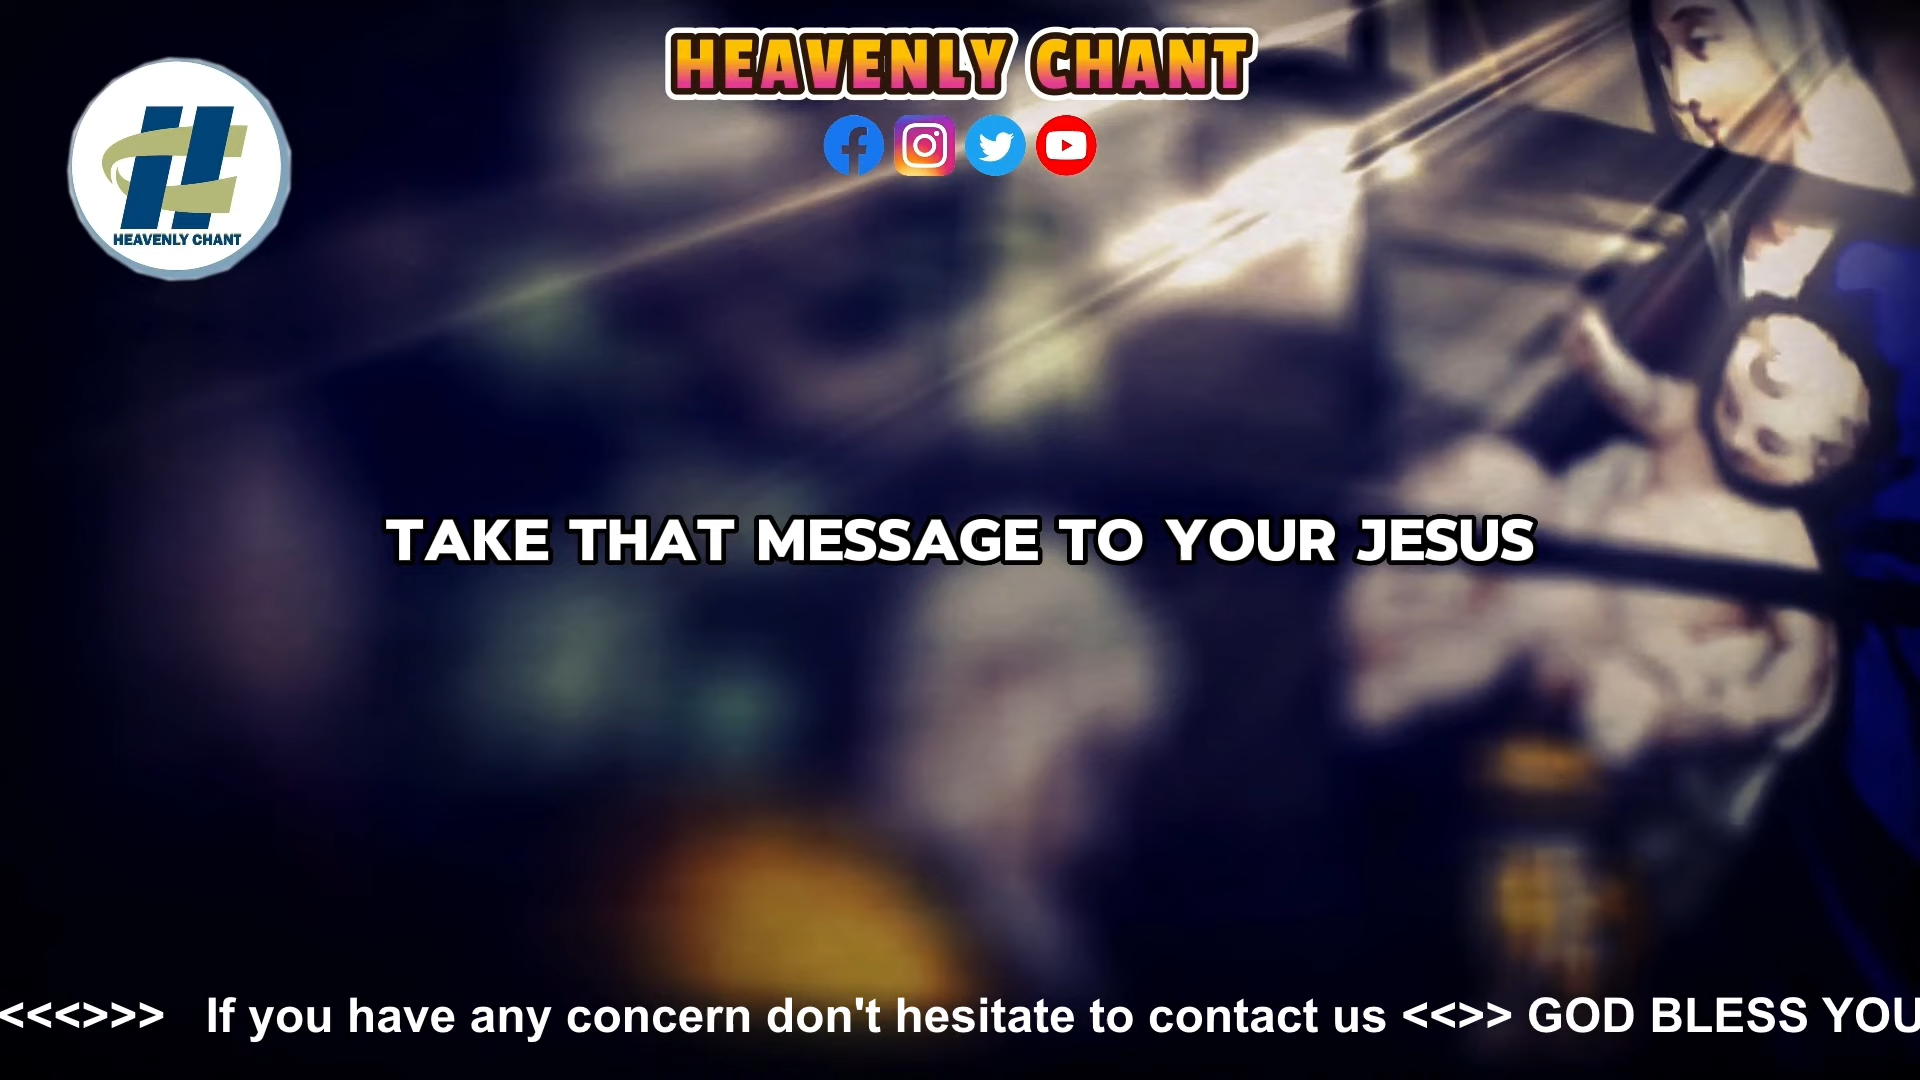 HEAVENLY CHANT
HEAVENLY CHANT
TAKE THAT MESSAGE TO YOUR JESUS
<<<>>> If you have any concern don't hesitate to contact us <<>> GOD BLESS YOU